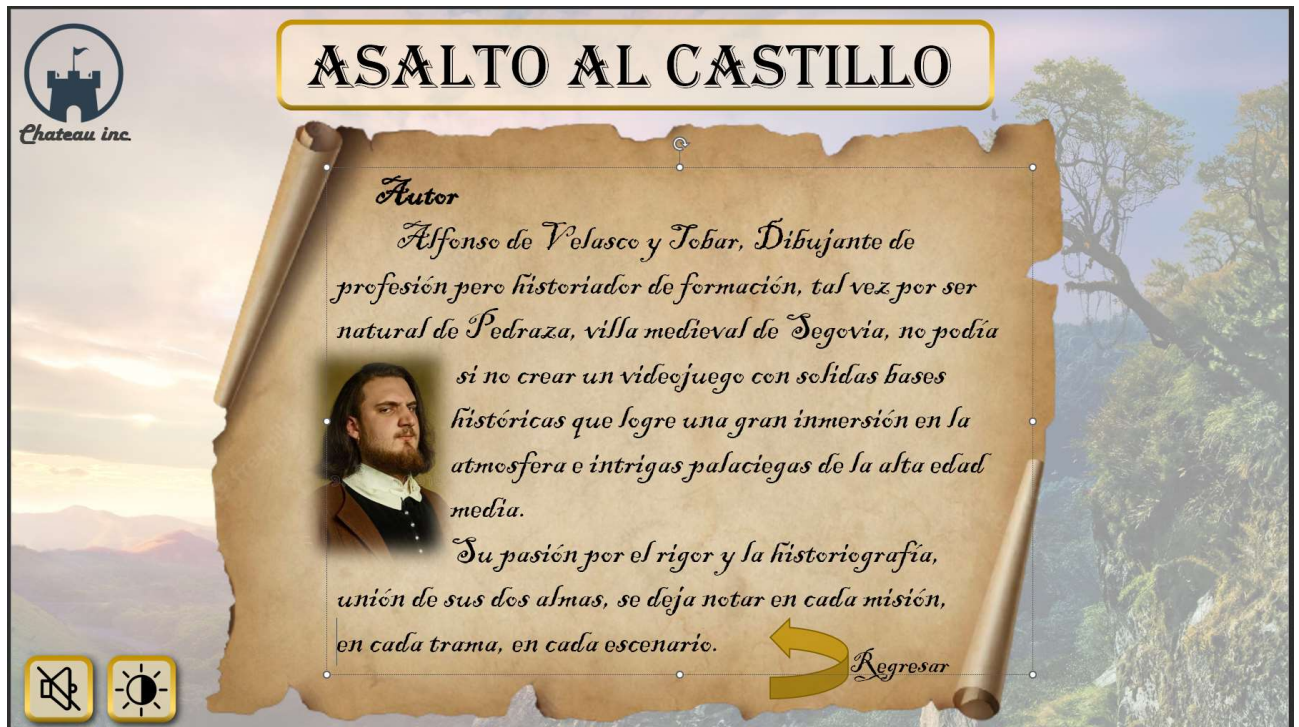 ASALTO AL CASTILLO
Chateau inc
Autor
Alfonso de Velasco y Tobar, Dibujante de
profesión pero historiador de formación, tal vez por ser
natural de Pedraza, villa medieval de Segovia, no podía
si no crear un videojuego con solidas bases
históricas que logre una gran inmersión en la
atmosfera e intrigas palaciegas de la alta edad
media.
Su pasión por el rigor y la historiografía,
unión de sus dos almas, se deja notar en cada misión,
en cada trama, en cada escenario.
Regresar